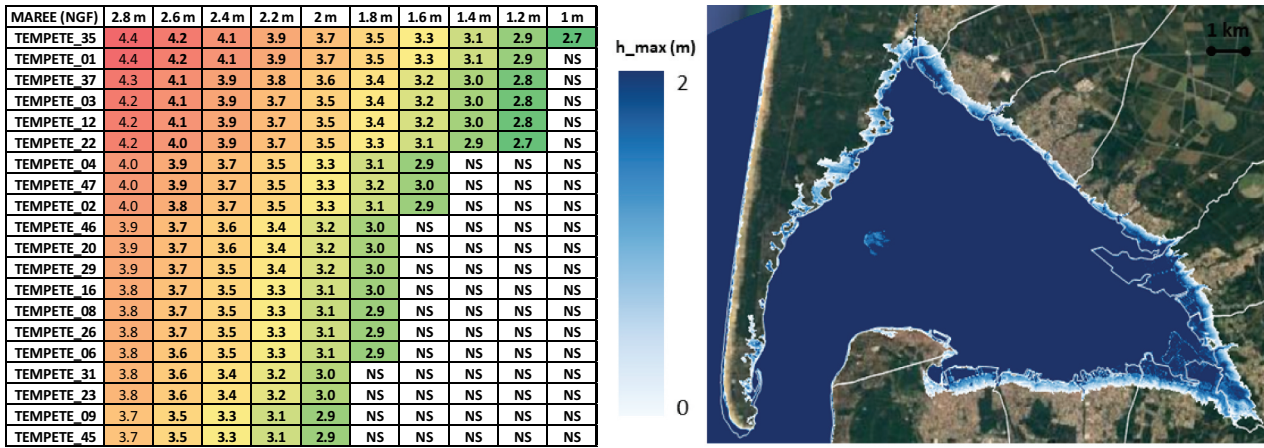 MAREE (NGF) 2.8 m 2.6 m 2.4 m 2.2 m 2 m 1.8 m 1.6 m 1.4 m 1.2 m 1 m
TEMPETE_35 4.4 4.2 4.1 3.9 3.7 3.5 3.3 3.1 2.9 2.7
TEMPETE_01 4.4 4.2 4.1 3.9 3.7 3.5 3.3 3.1 2.9 NS
TEMPETE_37 4.3 4.1 3.9 3.8 3.6 3.4 3.2 3.0 2.8 NS
TEMPETE_03 4.2 4.1 3.9 3.7 3.5 3.4 3.2 3.0 2.8 NS
TEMPETE_12 4.2 4.1 3.9 3.7 3.5 3.4 3.2 3.0 2.8 NS
TEMPETE_22 4.2 4.0 3.9 3.7 3.5 3.3 3.1 2.9 2.7 NS
TEMPETE_04 4.0 3.9 3.7 3.5 3.3 3.1 2.9 NS NS NS
TEMPETE_47 4.0 3.9 3.7 3.5 3.3 3.2 3.0 NS NS NS
TEMPETE_02 4.0 3.8 3.7 3.5 3.3 3.1 2.9 NS NS NS
TEMPETE_46 3.9 3.7 3.6 3.4 3.2 3.0 NS NS NS NS
TEMPETE_20 3.9 3.7 3.6 3.4 3.2 3.0 NS NS NS NS
TEMPETE_29 3.9 3.7 3.5 3.4 3.2 3.0 NS NS NS NS
TEMPETE_16 3.8 3.7 3.5 3.3 3.1 3.0 NS NS NS NS
TEMPETE_08 3.8 3.7 3.5 3.3 3.1 2.9 NS NS NS NS
TEMPETE_26 3.8 3.7 3.5 3.3 3.1 2.9 NS NS NS NS
TEMPETE_06 3.8 3.6 3.5 3.3 3.1 2.9 NS NS NS NS
TEMPETE_31 3.8 3.6 3.4 3.2 3.0 NS NS NS NS NS
TEMPETE_23 3.8 3.6 3.4 3.2 3.0 NS NS NS NS NS
TEMPETE_09 3.7 3.5 3.3 3.1 2.9 NS NS NS NS NS
TEMPETE_45 3.7 3.5 3.3 3.1 2.9 NS NS NS NS NS
h_max (m)
2
0
1 km